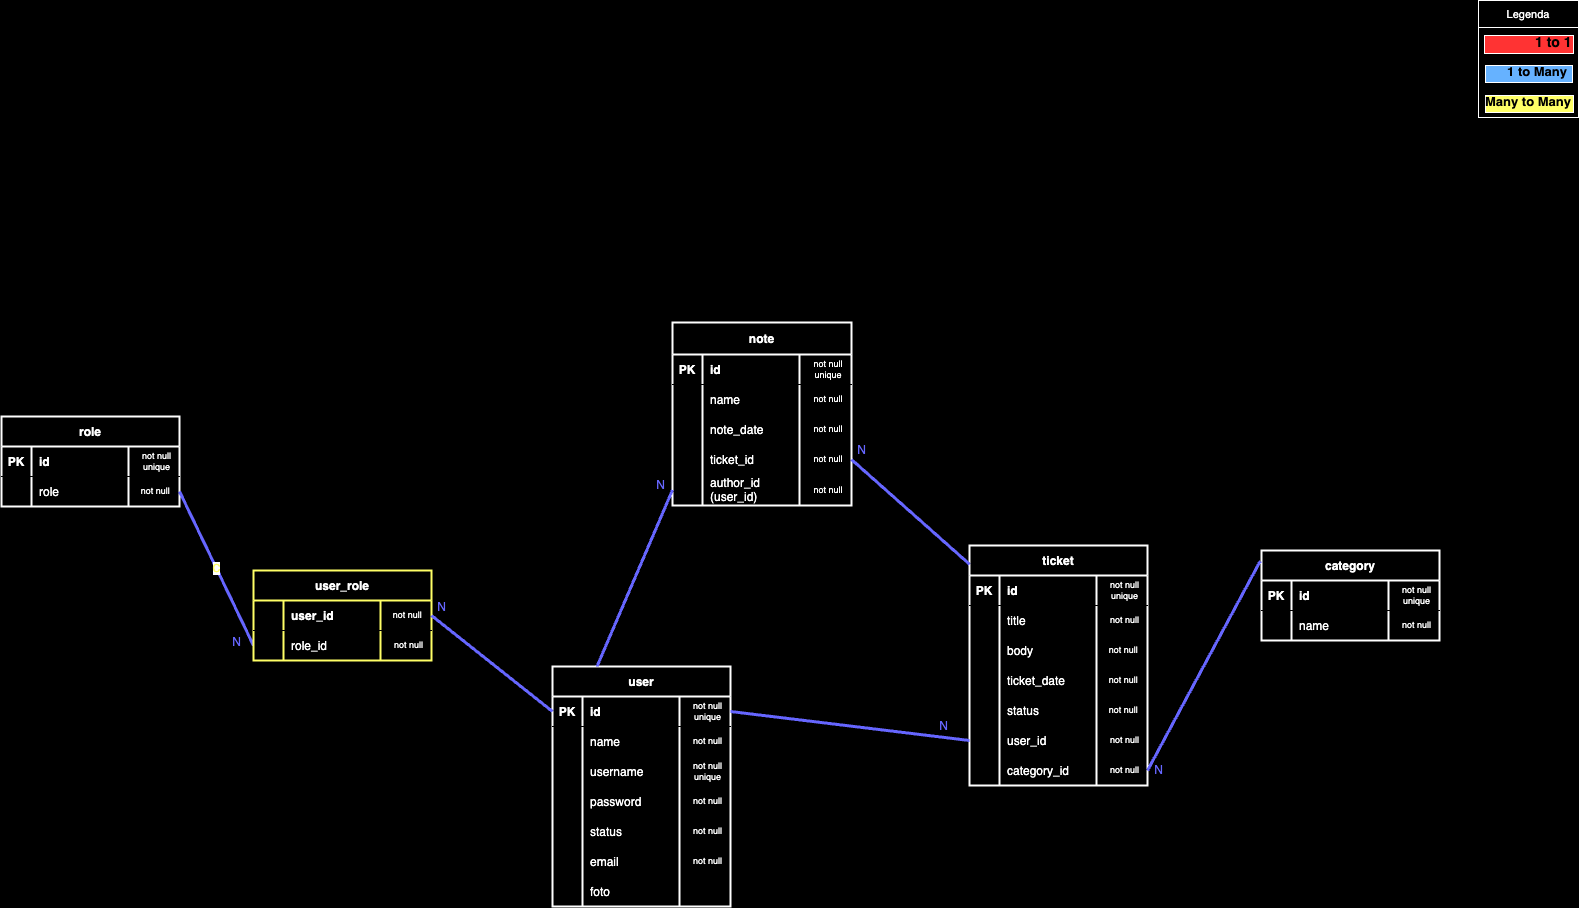 Legenda
1 to 1
1 to Many
Many to Many
note
PK id not null
unique
name not null
note_date not null
ticket_id not null
author_id
(user_id) not null
N
N
role
PK id not null
unique
role not null
N
user_role
user_id not null
role_id not null
N
user
PK id not null
unique
name not null
username not null
unique
password not null
status not null
email not null
foto
N
ticket
PK id not null
unique
title not null
body not null
ticket_date not null
status not null
user_id not null
category_id not null
N
category
PK id not null
unique
name not null